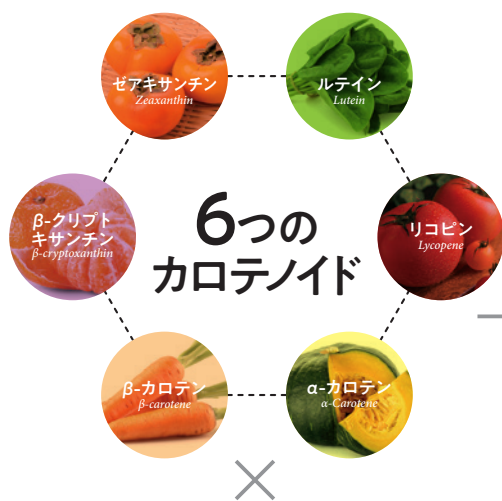 ゼアキサンチン
Zeaxanthin
ルテイン
Lutein
β-クリプト
キサンチン
β-cryptoxanthin
6つの
カロテノイド
リコピン
Lycopene
β-カロテン
β-carotene
α-カロテン
α-Carotene